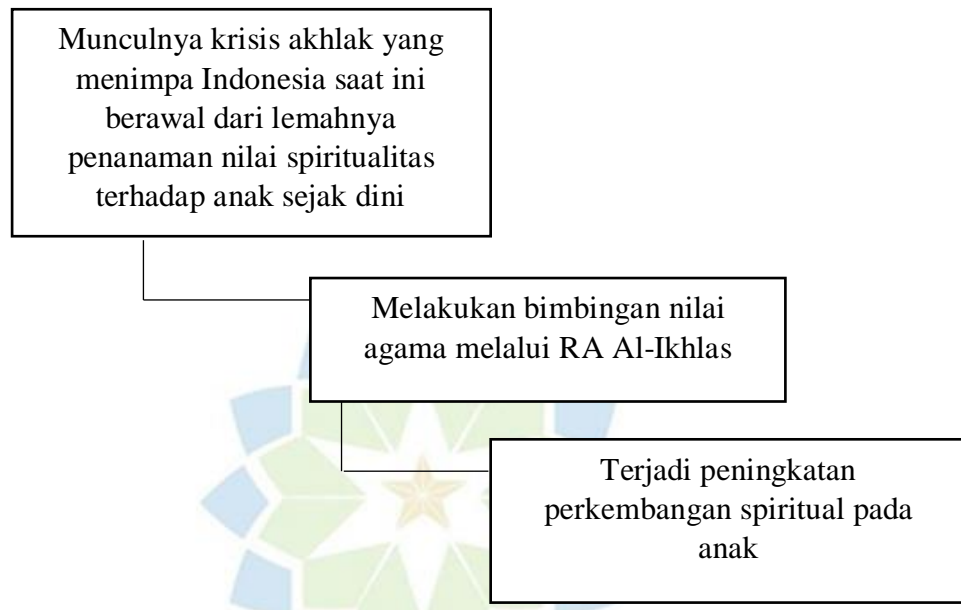 Munculnya krisis akhlak yang
menimpa Indonesia saat ini
berawal dari lemahnya
penanaman nilai spiritualitas
terhadap anak sejak dini
Melakukan bimbingan nilai
agama melalui RA Al-Ikhlas
Terjadi peningkatan
perkembangan spiritual pada
anak